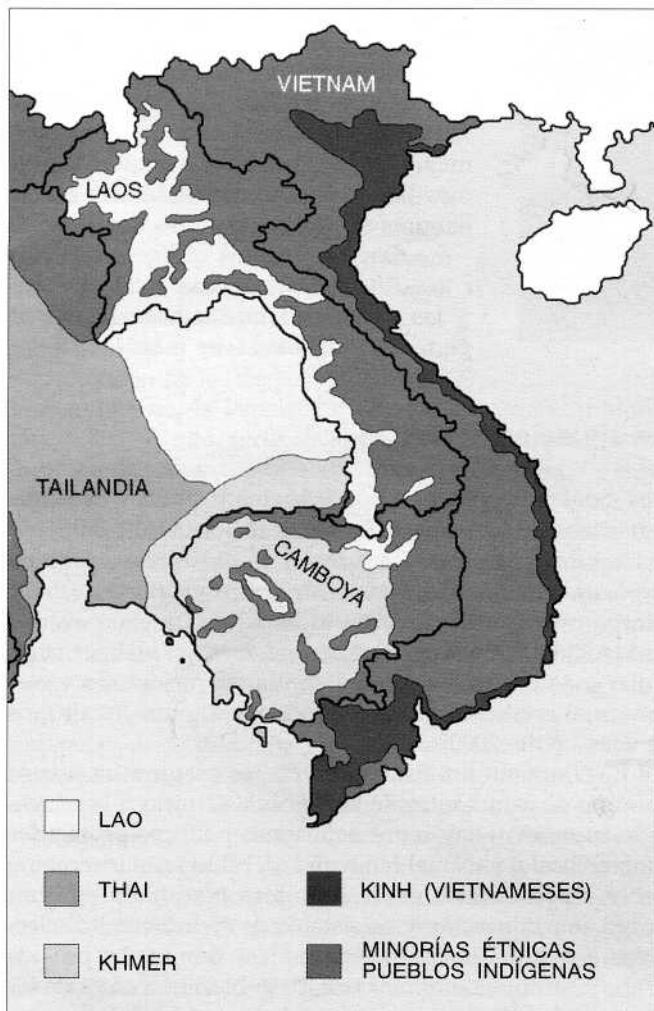 VIETNAM
LAOS
TAILANDIA
CAMBOYA
LAO
THAI
KHMER
KINH (VIETNAMESES)
MINORÍAS ÉTNICAS
PUEBLOS INDÍGENAS